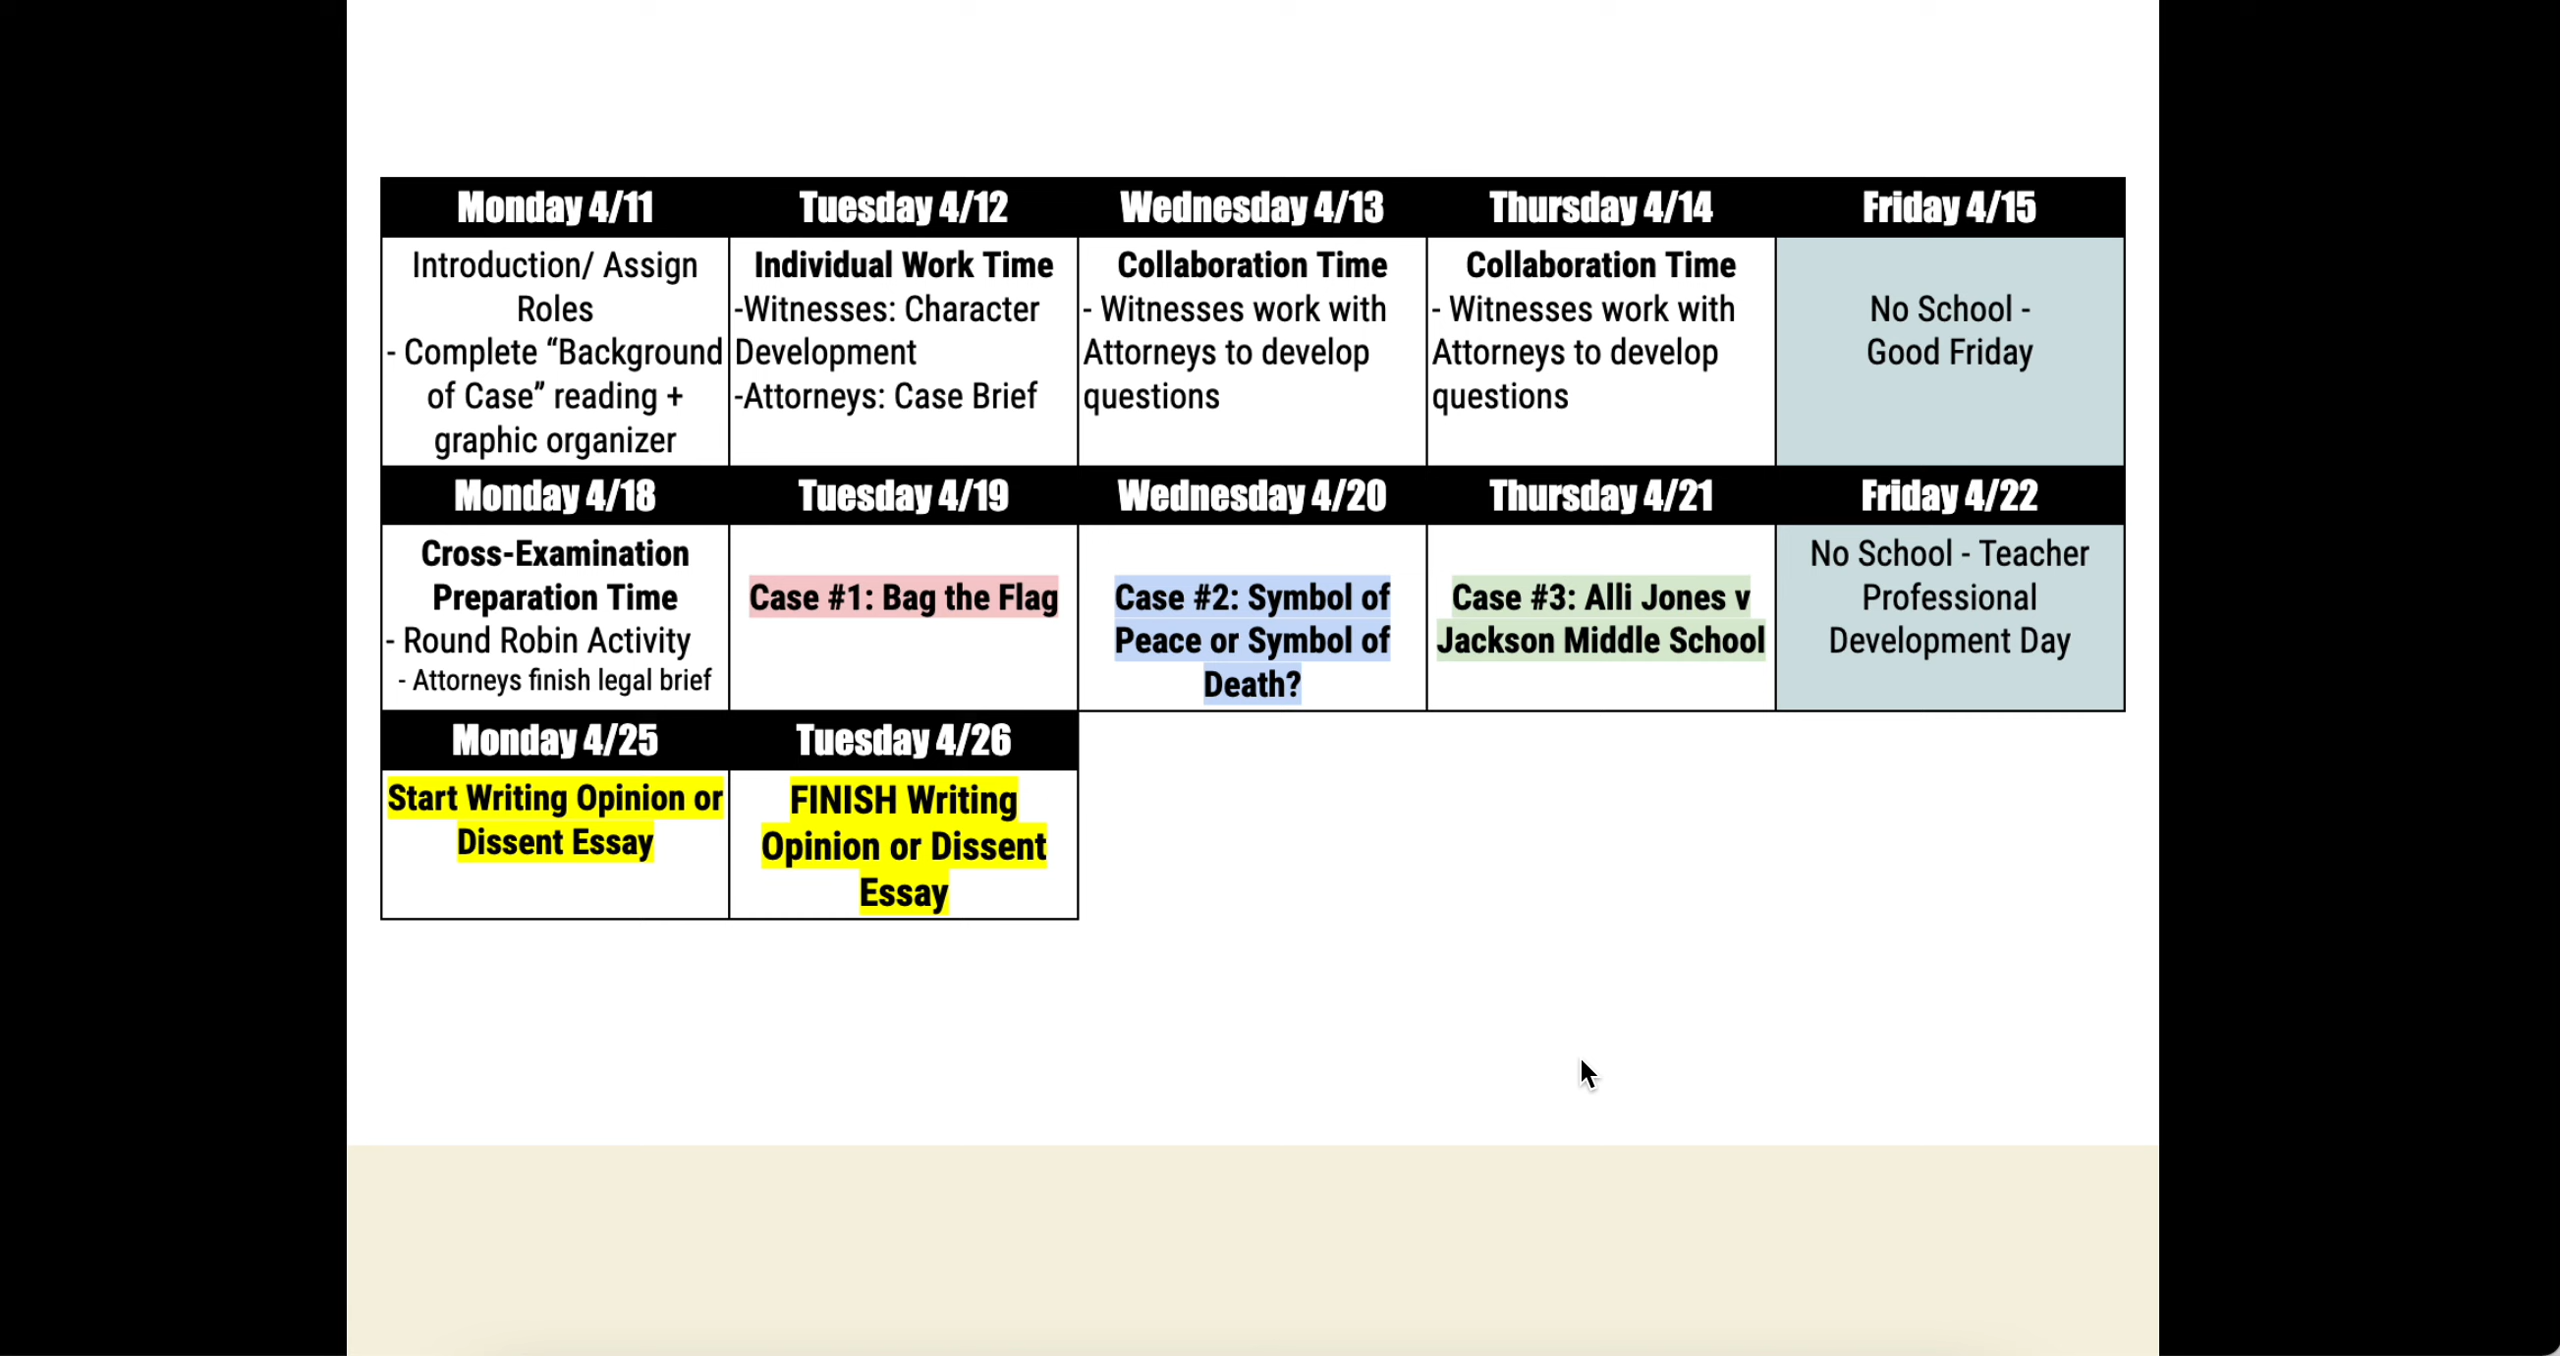 Monday 4/11
Tuesday 4/12
Wednesday 4/13
Thursday 4/14
Friday 4/15
Introduction/ Assign
Roles
- Complete “Background
of Case” reading +
graphic organizer
Individual Work Time
-Witnesses: Character
Development
-Attorneys: Case Brief
Collaboration Time
- Witnesses work with
Attorneys to develop
questions
Collaboration Time
- Witnesses work with
Attorneys to develop
questions
No School -
Good Friday
Monday 4/18
Tuesday 4/19
Wednesday 4/20
Thursday 4/21
Friday 4/22
Cross-Examination
Preparation Time
- Round Robin Activity
- Attorneys finish legal brief
Case #1: Bag the Flag
Case #2: Symbol of
Peace or Symbol of
Death?
Case #3: Alli Jones v
Jackson Middle School
No School - Teacher
Professional
Development Day
Monday 4/25
Tuesday 4/26
Start Writing Opinion or
Dissent Essay
FINISH Writing
Opinion or Dissent
Essay